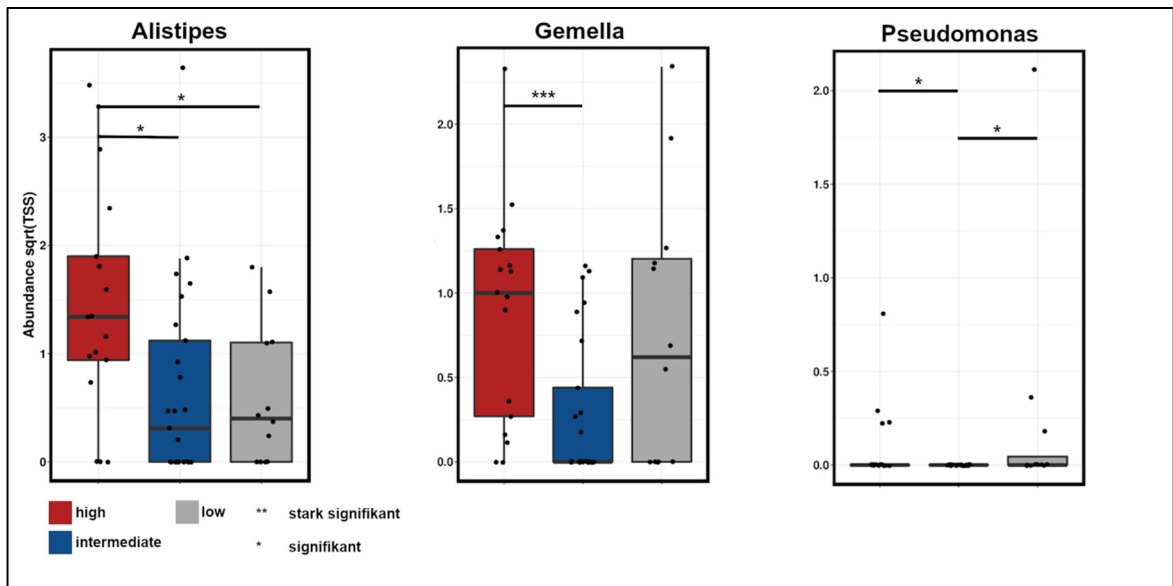 Alistipes
Gemella
Pseudomonas
Abundance sqrt(TSS)
3
2
1
0
*
*
2.0
1.5
1.0
0.5
0.0
***
2.0
1.5
1.0
0.5
0.0
*
*
high
low
** stark signifikant
intermediate
* signifikant